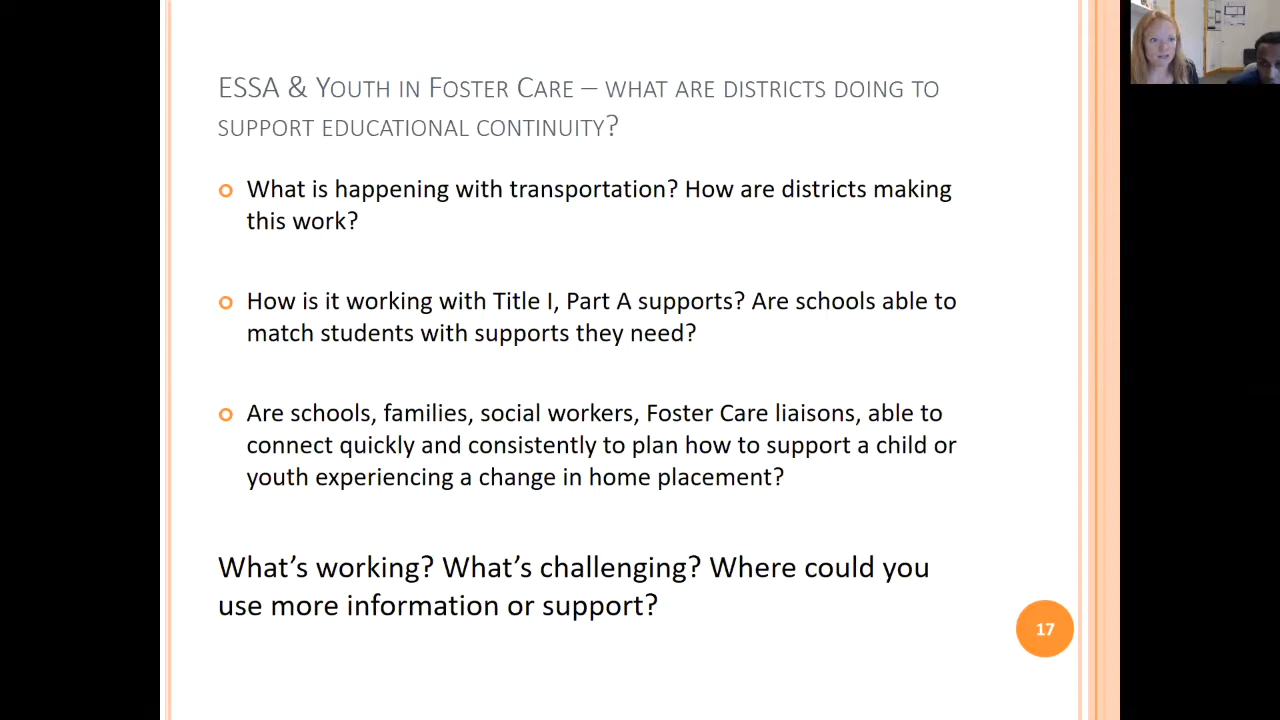 ESSA & Youth in Foster Care – what are districts doing to
support educational continuity?
What is happening with transportation? How are districts making
this work?
How is it working with Title I, Part A supports? Are schools able to
match students with supports they need?
Are schools, families, social workers, Foster Care liaisons, able to
connect quickly and consistently to plan how to support a child or
youth experiencing a change in home placement?
What’s working? What’s challenging? Where could you
use more information or support?
17